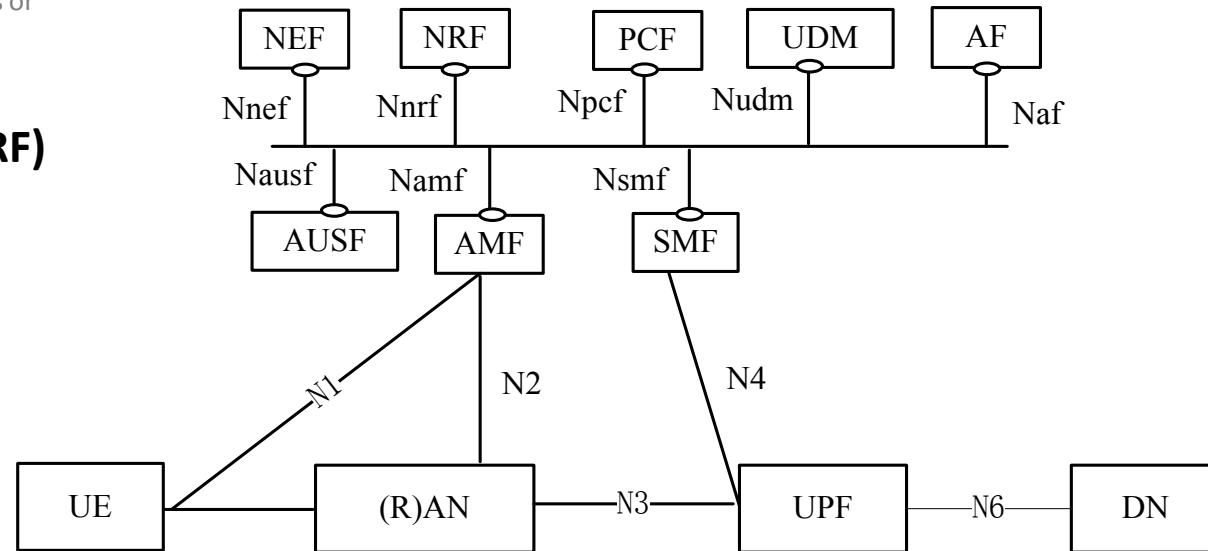 s or
RF)
NEF NRF PCF UDM AF
Nnef Nnrf Npcf Nudm Naf
Nausf Namf Nsmf
AUSF AMF SMF
N1 N2 N4
UE (R)AN N3 UPF N6 DN